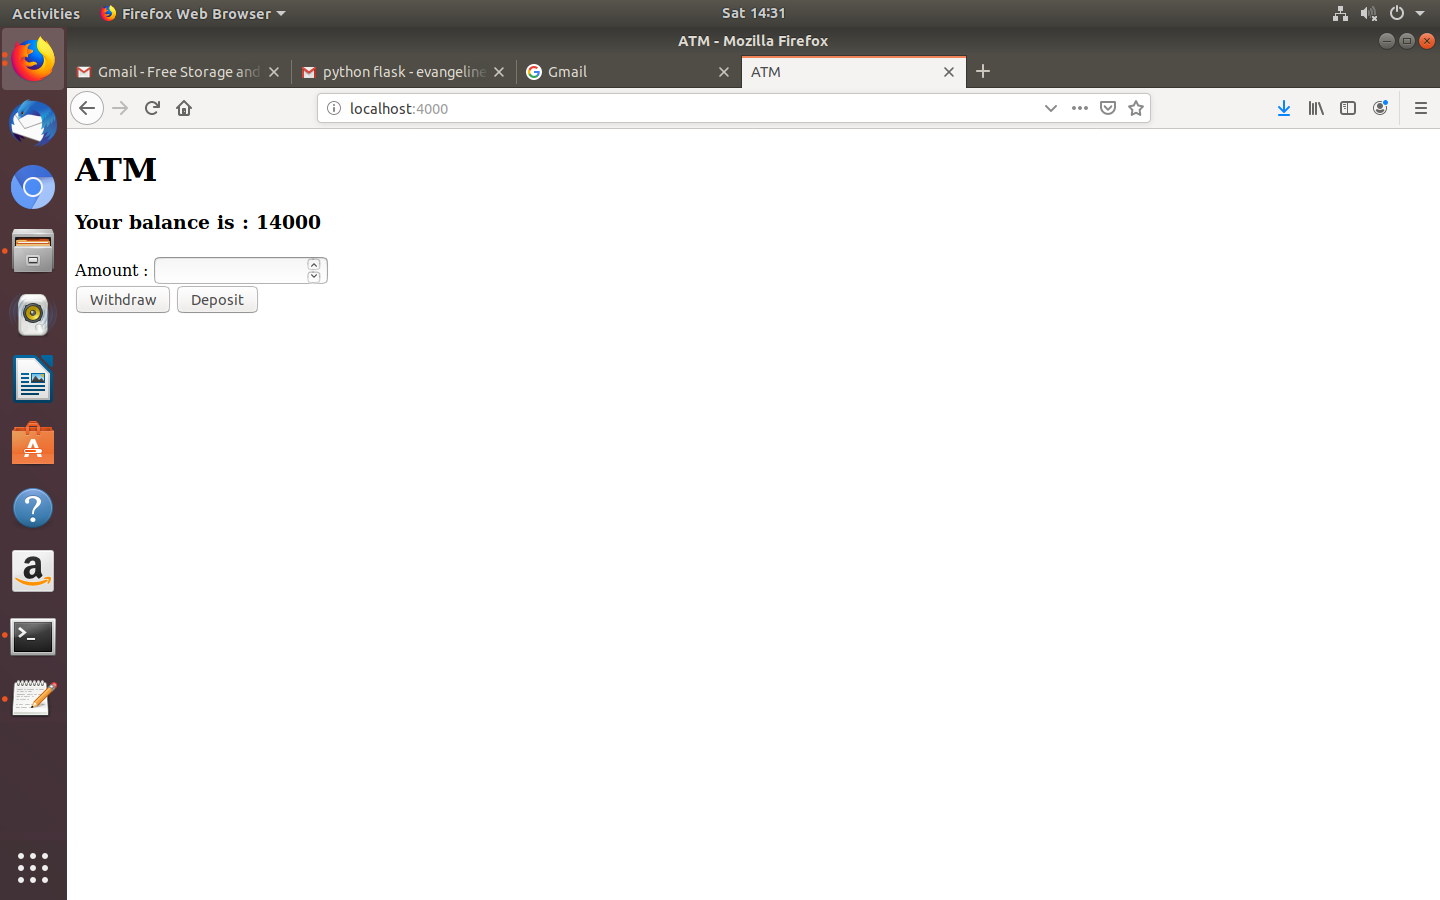 Activities Firefox Web Browser Sat 14:31
ATM - Mozilla Firefox
Gmail - Free Storage and python flask - evangeline Gmail ATM
localhost:4000
ATM
Your balance is : 14000
Amount :
Withdraw Deposit